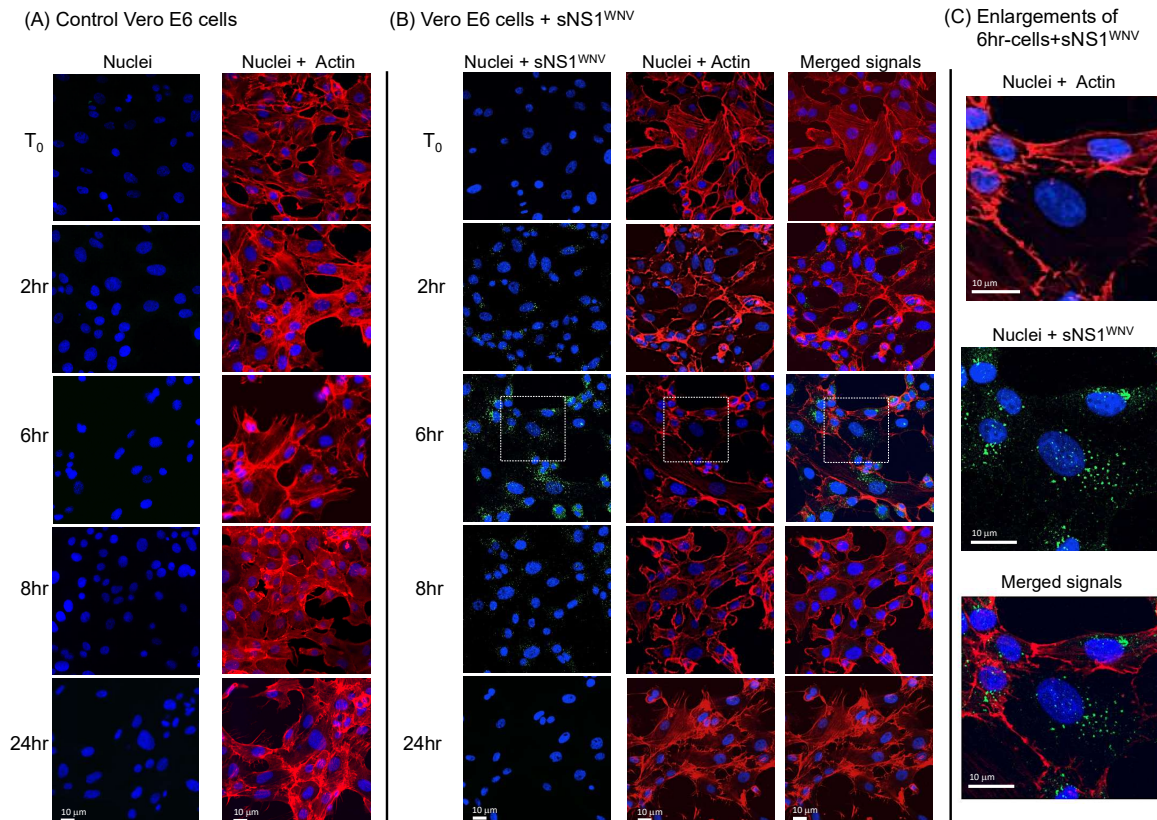 (A) Control Vero E6 cells
Nuclei
Nuclei + Actin
T0
2hr
6hr
8hr
24hr
10 µm
10 µm
(B) Vero E6 cells + sNS1WNV
Nuclei + sNS1WNV
Nuclei + Actin
Merged signals
T0
2hr
6hr
8hr
24hr
10 µm
10 µm
10 µm
(C) Enlargements of
6hr-cells+sNS1WNV
Nuclei + Actin
10 µm
Nuclei + sNS1WNV
10 µm
Merged signals
10 µm